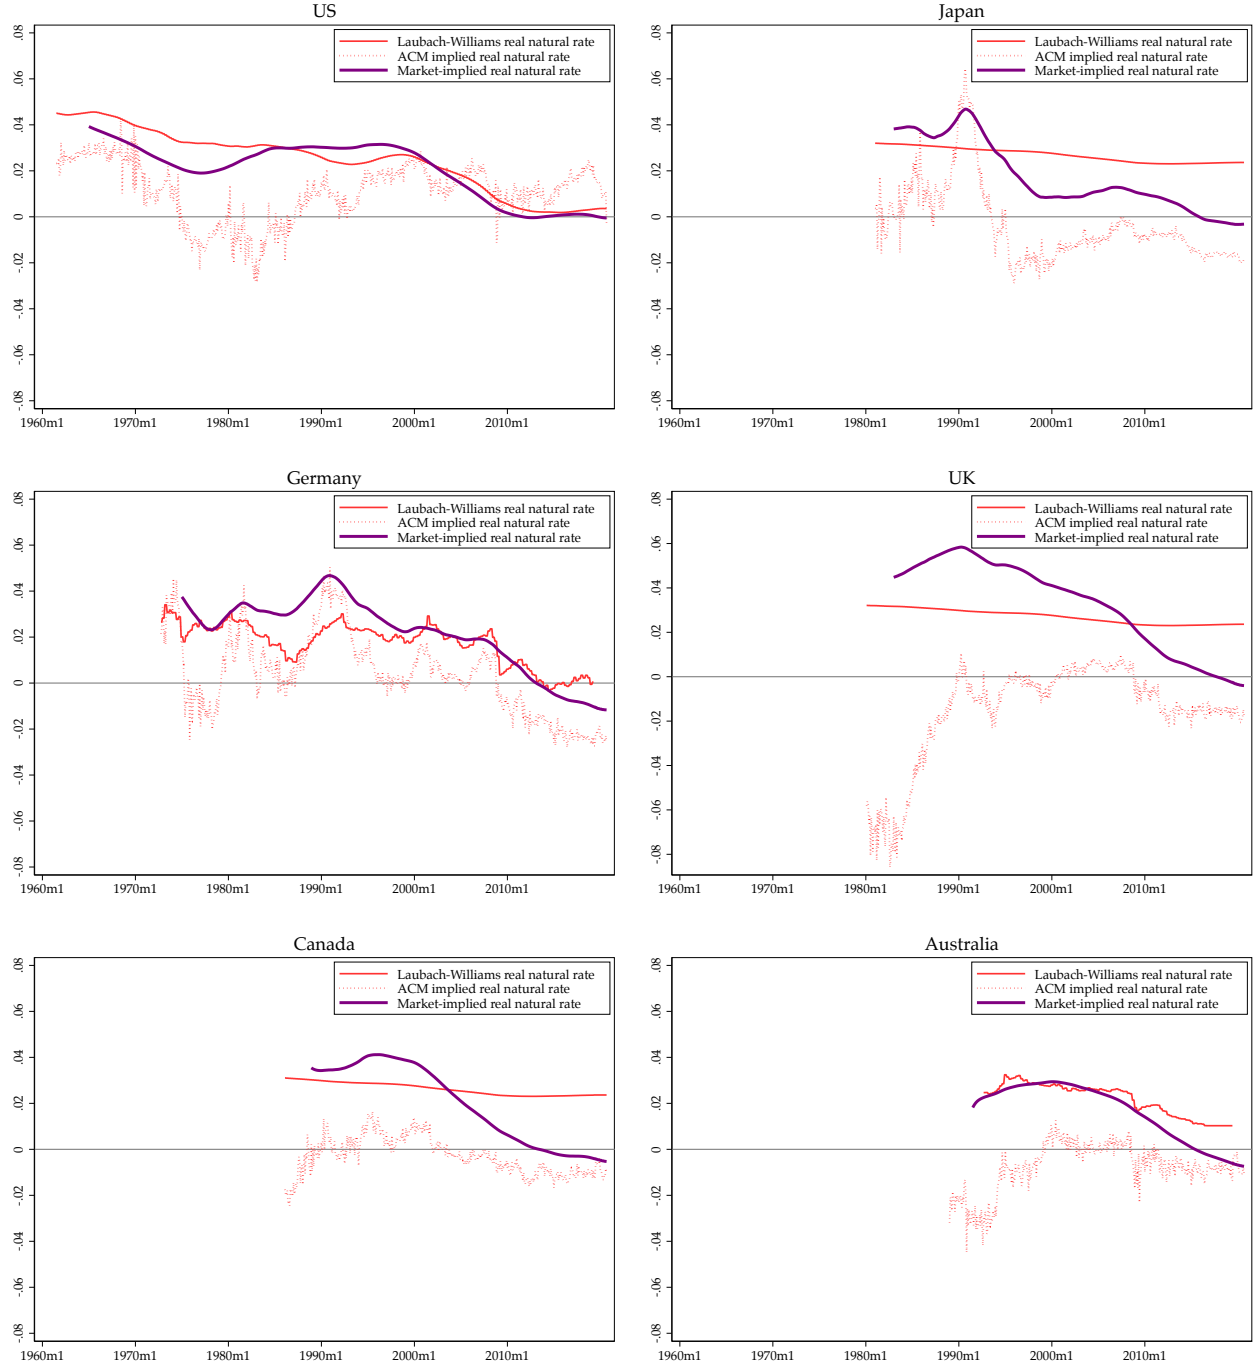 US
Laubach-Williams real natural rate
ACM implied real natural rate
Market-implied real natural rate
.08
.06
.04
.02
0
-.02
-.04
-.06
-.08
1960m1 1970m1 1980m1 1990m1 2000m1 2010m1
Japan
Laubach-Williams real natural rate
ACM implied real natural rate
Market-implied real natural rate
.08
.06
.04
.02
0
-.02
-.04
-.06
-.08
1960m1 1970m1 1980m1 1990m1 2000m1 2010m1
Germany
Laubach-Williams real natural rate
ACM implied real natural rate
Market-implied real natural rate
.08
.06
.04
.02
0
-.02
-.04
-.06
-.08
1960m1 1970m1 1980m1 1990m1 2000m1 2010m1
UK
Laubach-Williams real natural rate
ACM implied real natural rate
Market-implied real natural rate
.08
.06
.04
.02
0
-.02
-.04
-.06
-.08
1960m1 1970m1 1980m1 1990m1 2000m1 2010m1
Canada
Laubach-Williams real natural rate
ACM implied real natural rate
Market-implied real natural rate
.08
.06
.04
.02
0
-.02
-.04
-.06
-.08
1960m1 1970m1 1980m1 1990m1 2000m1 2010m1
Australia
Laubach-Williams real natural rate
ACM implied real natural rate
Market-implied real natural rate
.08
.06
.04
.02
0
-.02
-.04
-.06
-.08
1960m1 1970m1 1980m1 1990m1 2000m1 2010m1